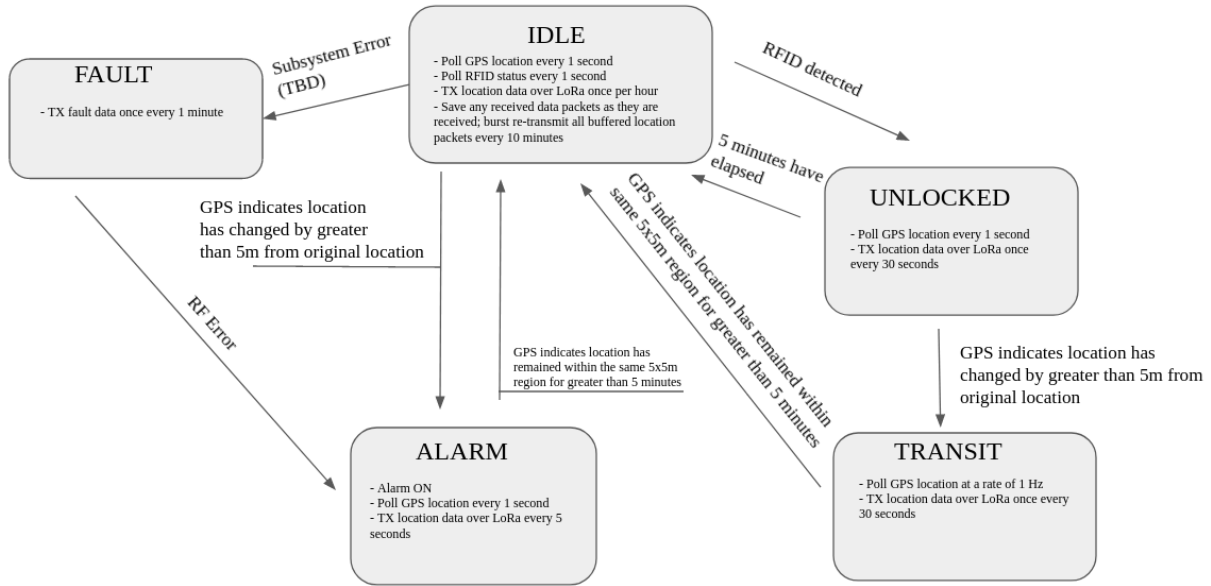 IDLE
- Poll GPS location every 1 second
- Poll RFID status every 1 second
- TX location data over LoRa once per hour
- Save any received data packets as they are
received; burst re-transmit all buffered location
packets every 10 minutes
Subsystem Error
(TBD)
FAULT
- TX fault data once every 1 minute
RFID detected
5 minutes have
elapsed
UNLOCKED
- Poll GPS location every 1 second
- TX location data over LoRa once
every 30 seconds
GPS indicates location
has changed by greater
than 5m from original location
GPS indicates location has remained within
same 5x5m region for greater than 5 minutes
RF Error
GPS indicates location has
remained within the same 5x5m
region for greater than 5 minutes
GPS indicates location has
changed by greater than 5m from
original location
ALARM
- Alarm ON
- Poll GPS location every 1 second
- TX location data over LoRa every 5
seconds
TRANSIT
- Poll GPS location at a rate of 1 Hz
- TX location data over LoRa once every
30 seconds